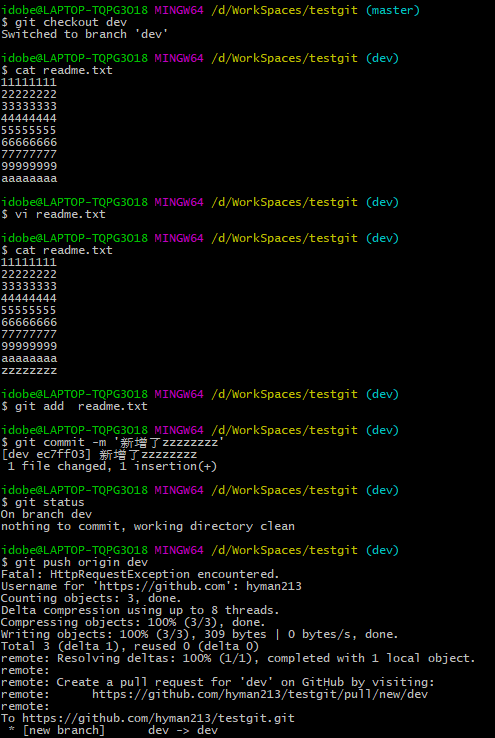 idobe@LAPTOP-TQPG3O18 MINGW64 /d/WorkSpaces/testgit (master)
$ git checkout dev
Switched to branch 'dev'
idobe@LAPTOP-TQPG3O18 MINGW64 /d/WorkSpaces/testgit (dev)
$ cat readme.txt
11111111
22222222
33333333
44444444
55555555
66666666
77777777
99999999
aaaaaaaa
idobe@LAPTOP-TQPG3O18 MINGW64 /d/WorkSpaces/testgit (dev)
$ vi readme.txt
idobe@LAPTOP-TQPG3O18 MINGW64 /d/WorkSpaces/testgit (dev)
$ cat readme.txt
11111111
22222222
33333333
44444444
55555555
66666666
77777777
99999999
aaaaaaaa
zzzzzzzz
idobe@LAPTOP-TQPG3O18 MINGW64 /d/WorkSpaces/testgit (dev)
$ git add  readme.txt
idobe@LAPTOP-TQPG3O18 MINGW64 /d/WorkSpaces/testgit (dev)
$ git commit -m '新增了zzzzzzzz'
[dev ec7ff03] 新增了zzzzzzzz
 1 file changed, 1 insertion(+)
idobe@LAPTOP-TQPG3O18 MINGW64 /d/WorkSpaces/testgit (dev)
$ git status
On branch dev
nothing to commit, working directory clean
idobe@LAPTOP-TQPG3O18 MINGW64 /d/WorkSpaces/testgit (dev)
$ git push origin dev
Fatal: HttpRequestException encountered.
Username for 'https://github.com': hyman213
Counting objects: 3, done.
Delta compression using up to 8 threads.
Compressing objects: 100% (3/3), done.
Writing objects: 100% (3/3), 309 bytes | 0 bytes/s, done.
Total 3 (delta 1), reused 0 (delta 0)
remote: Resolving deltas: 100% (1/1), completed with 1 local object.
remote:
remote: Create a pull request for 'dev' on GitHub by visiting:
remote:      https://github.com/hyman213/testgit/pull/new/dev
remote:
To https://github.com/hyman213/testgit.git
 * [new branch]      dev -> dev